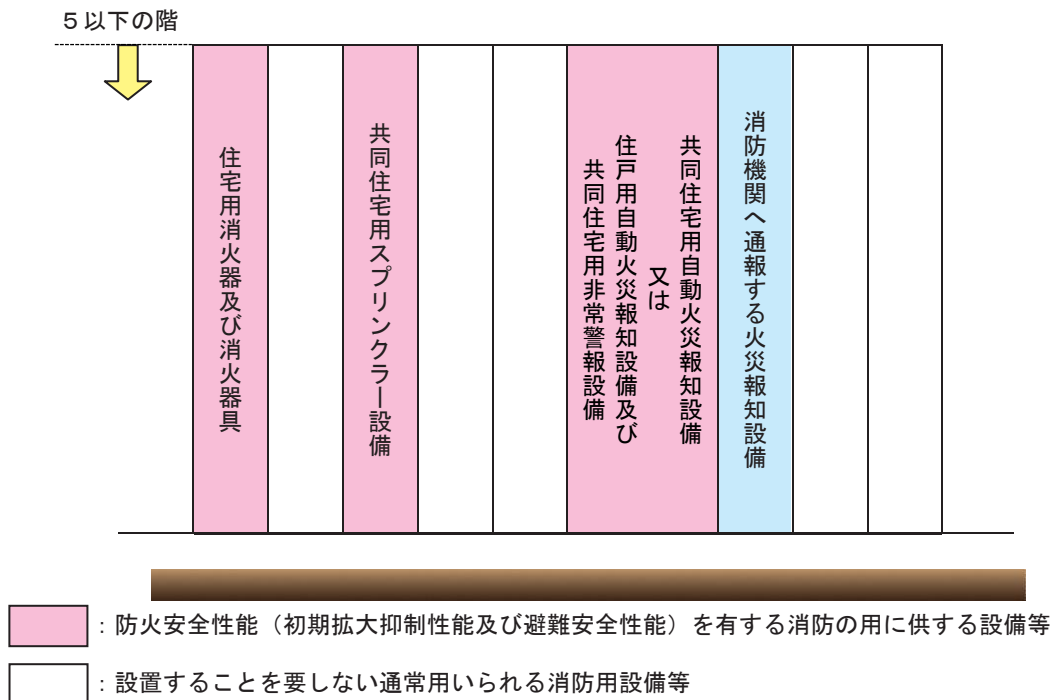 ５以下の階
住宅用消火器及び消火器具
共同住宅用スプリンクラー設備
共同住宅用自動火災報知設備
又は
住戸用自動火災報知設備及び
共同住宅用非常警報設備
消防機関へ通報する火災報知設備
：防火安全性能（初期拡大抑制性能及び避難安全性能）を有する消防の用に供する設備等
：設置することを要しない通常用いられる消防用設備等